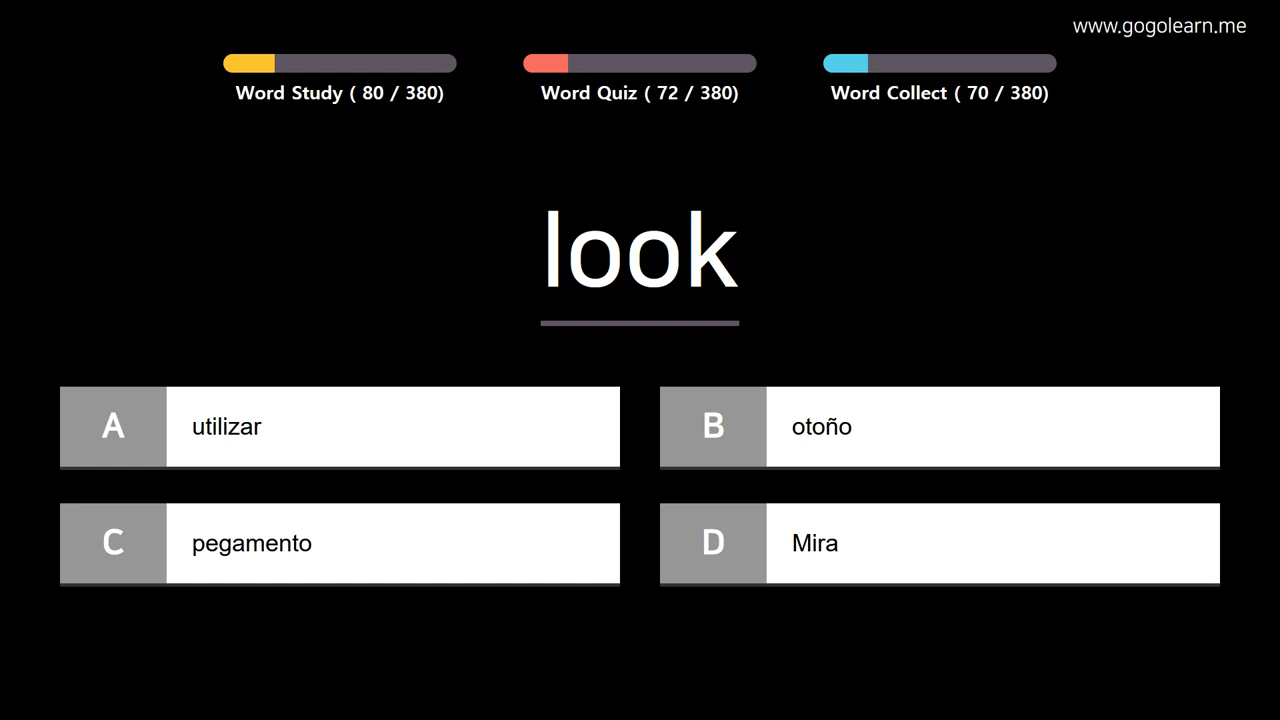 www.gogolearn.me
Word Study ( 80 / 380)
Word Quiz ( 72 / 380)
Word Collect ( 70 / 380)
look
A
utilizar
B
otoño
C
pegamento
D
Mira